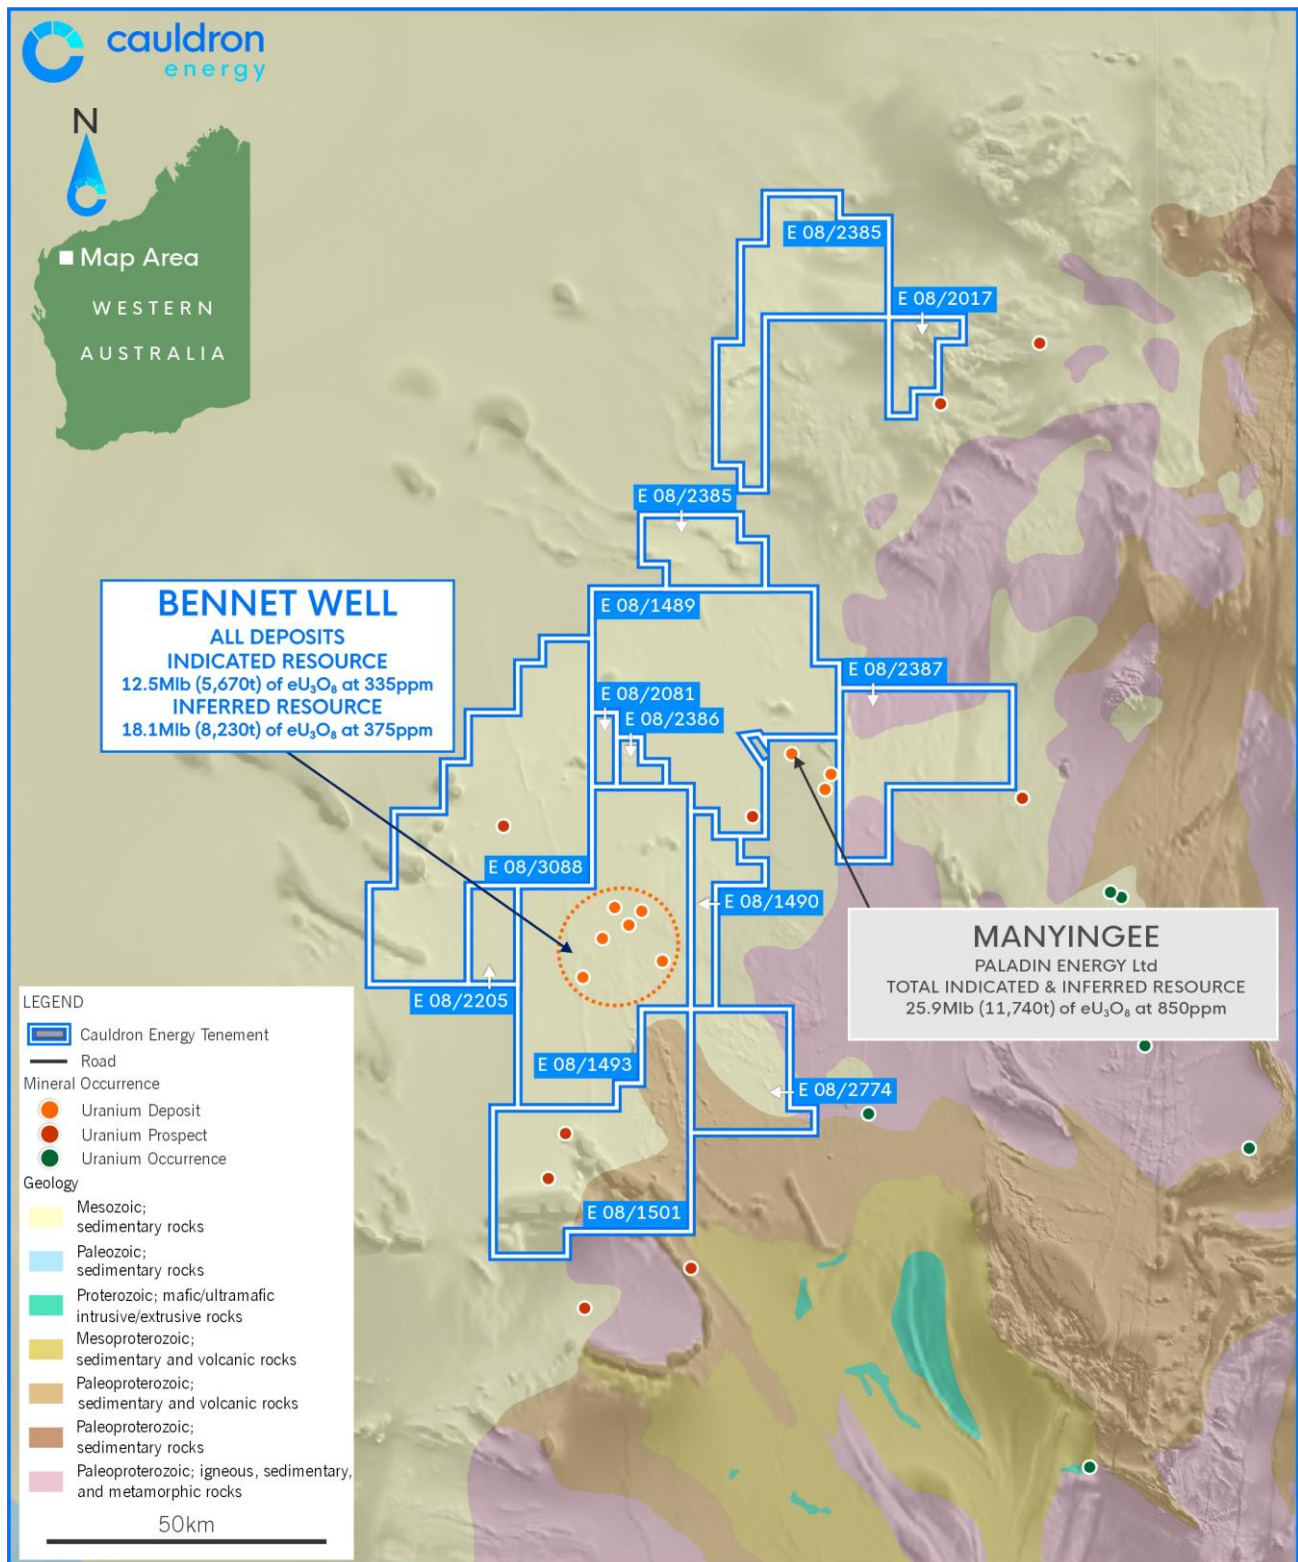 cauldron
energy
N
Map Area
WESTERN
AUSTRALIA
E 08/2385
E 08/2017
E 08/2385
E 08/1489
BENNET WELL
ALL DEPOSITS
INDICATED RESOURCE
12.5Mlb (5,670t) of eU₃O₈ at 335ppm
INFERRED RESOURCE
18.1Mlb (8,230t) of eU₃O₈ at 375ppm
E 08/2387
E 08/2081
E 08/2386
E 08/3088
E 08/1490
MANYINGEE
PALADIN ENERGY Ltd
TOTAL INDICATED & INFERRED RESOURCE
25.9Mlb (11,740t) of eU₃O₈ at 850ppm
E 08/2205
E 08/1493
E 08/2774
E 08/1501
LEGEND
Cauldron Energy Tenement
Road
Mineral Occurrence
Uranium Deposit
Uranium Prospect
Uranium Occurrence
Geology
Mesozoic;
sedimentary rocks
Paleozoic;
sedimentary rocks
Proterozoic; mafic/ultramafic
intrusive/extrusive rocks
Mesoproterozoic;
sedimentary and volcanic rocks
Paleoproterozoic;
sedimentary and volcanic rocks
Paleoproterozoic;
sedimentary rocks
Paleoproterozoic; igneous, sedimentary,
and metamorphic rocks
50km